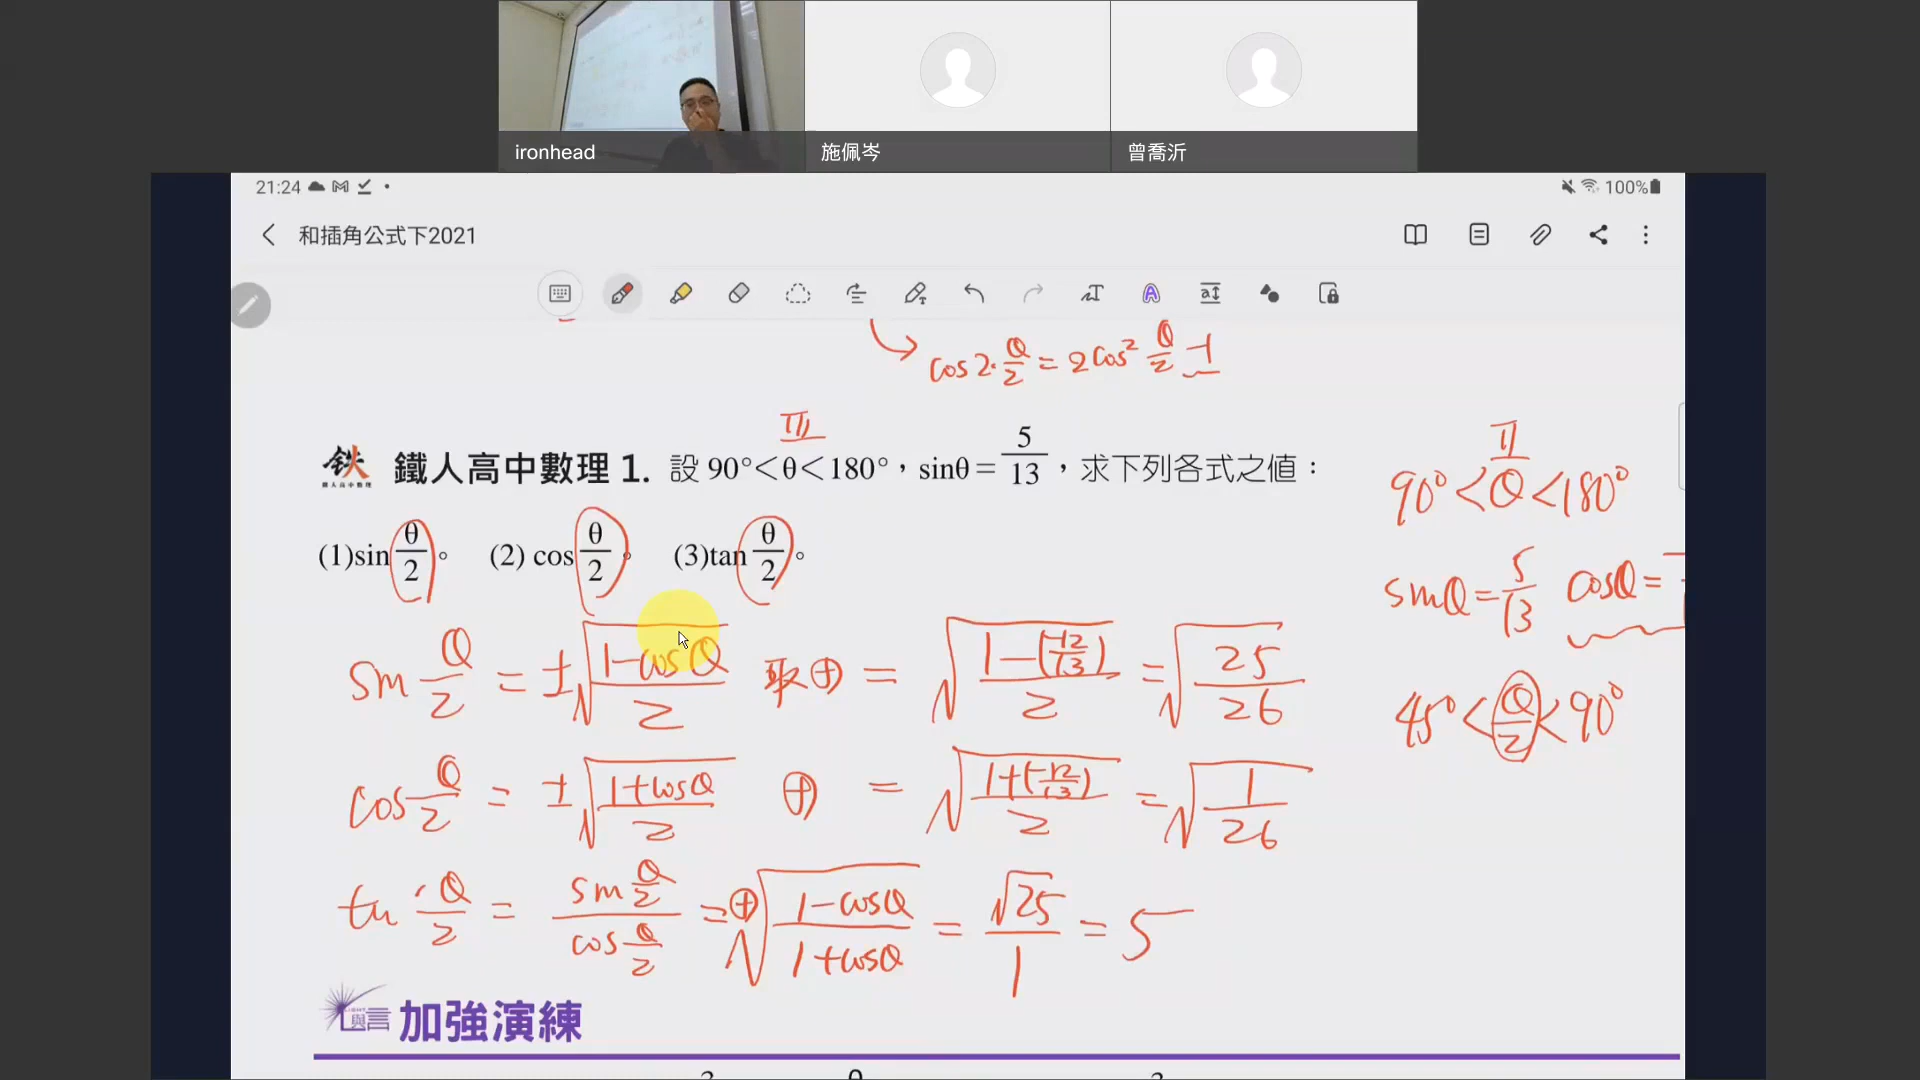 ironhead
施佩岑
曾喬沂
21:24
100%
和插角公式下2021
cos2·θ/2 = 2cos² θ/2 -1
鐵人高中數理 1. 設 90°<θ<180°，sinθ=5/13，求下列各式之值：
(1)sin θ/2。 (2) cos θ/2。 (3)tan θ/2。
II
90°<θ<180°
sinθ=5/13 cosθ=
45°<θ/2<90°
sin θ/2 = ±√((1-cosθ)/2) 取⊕ = √((1-(-12/13))/2) = √(25/26)
cos θ/2 = ±√((1+cosθ)/2) ⊕ = √((1+(-12/13))/2) = √(1/26)
tan θ/2 = (sin θ/2)/(cos θ/2) = ⊕√((1-cosθ)/(1+cosθ)) = √25/1 = 5
加強演練